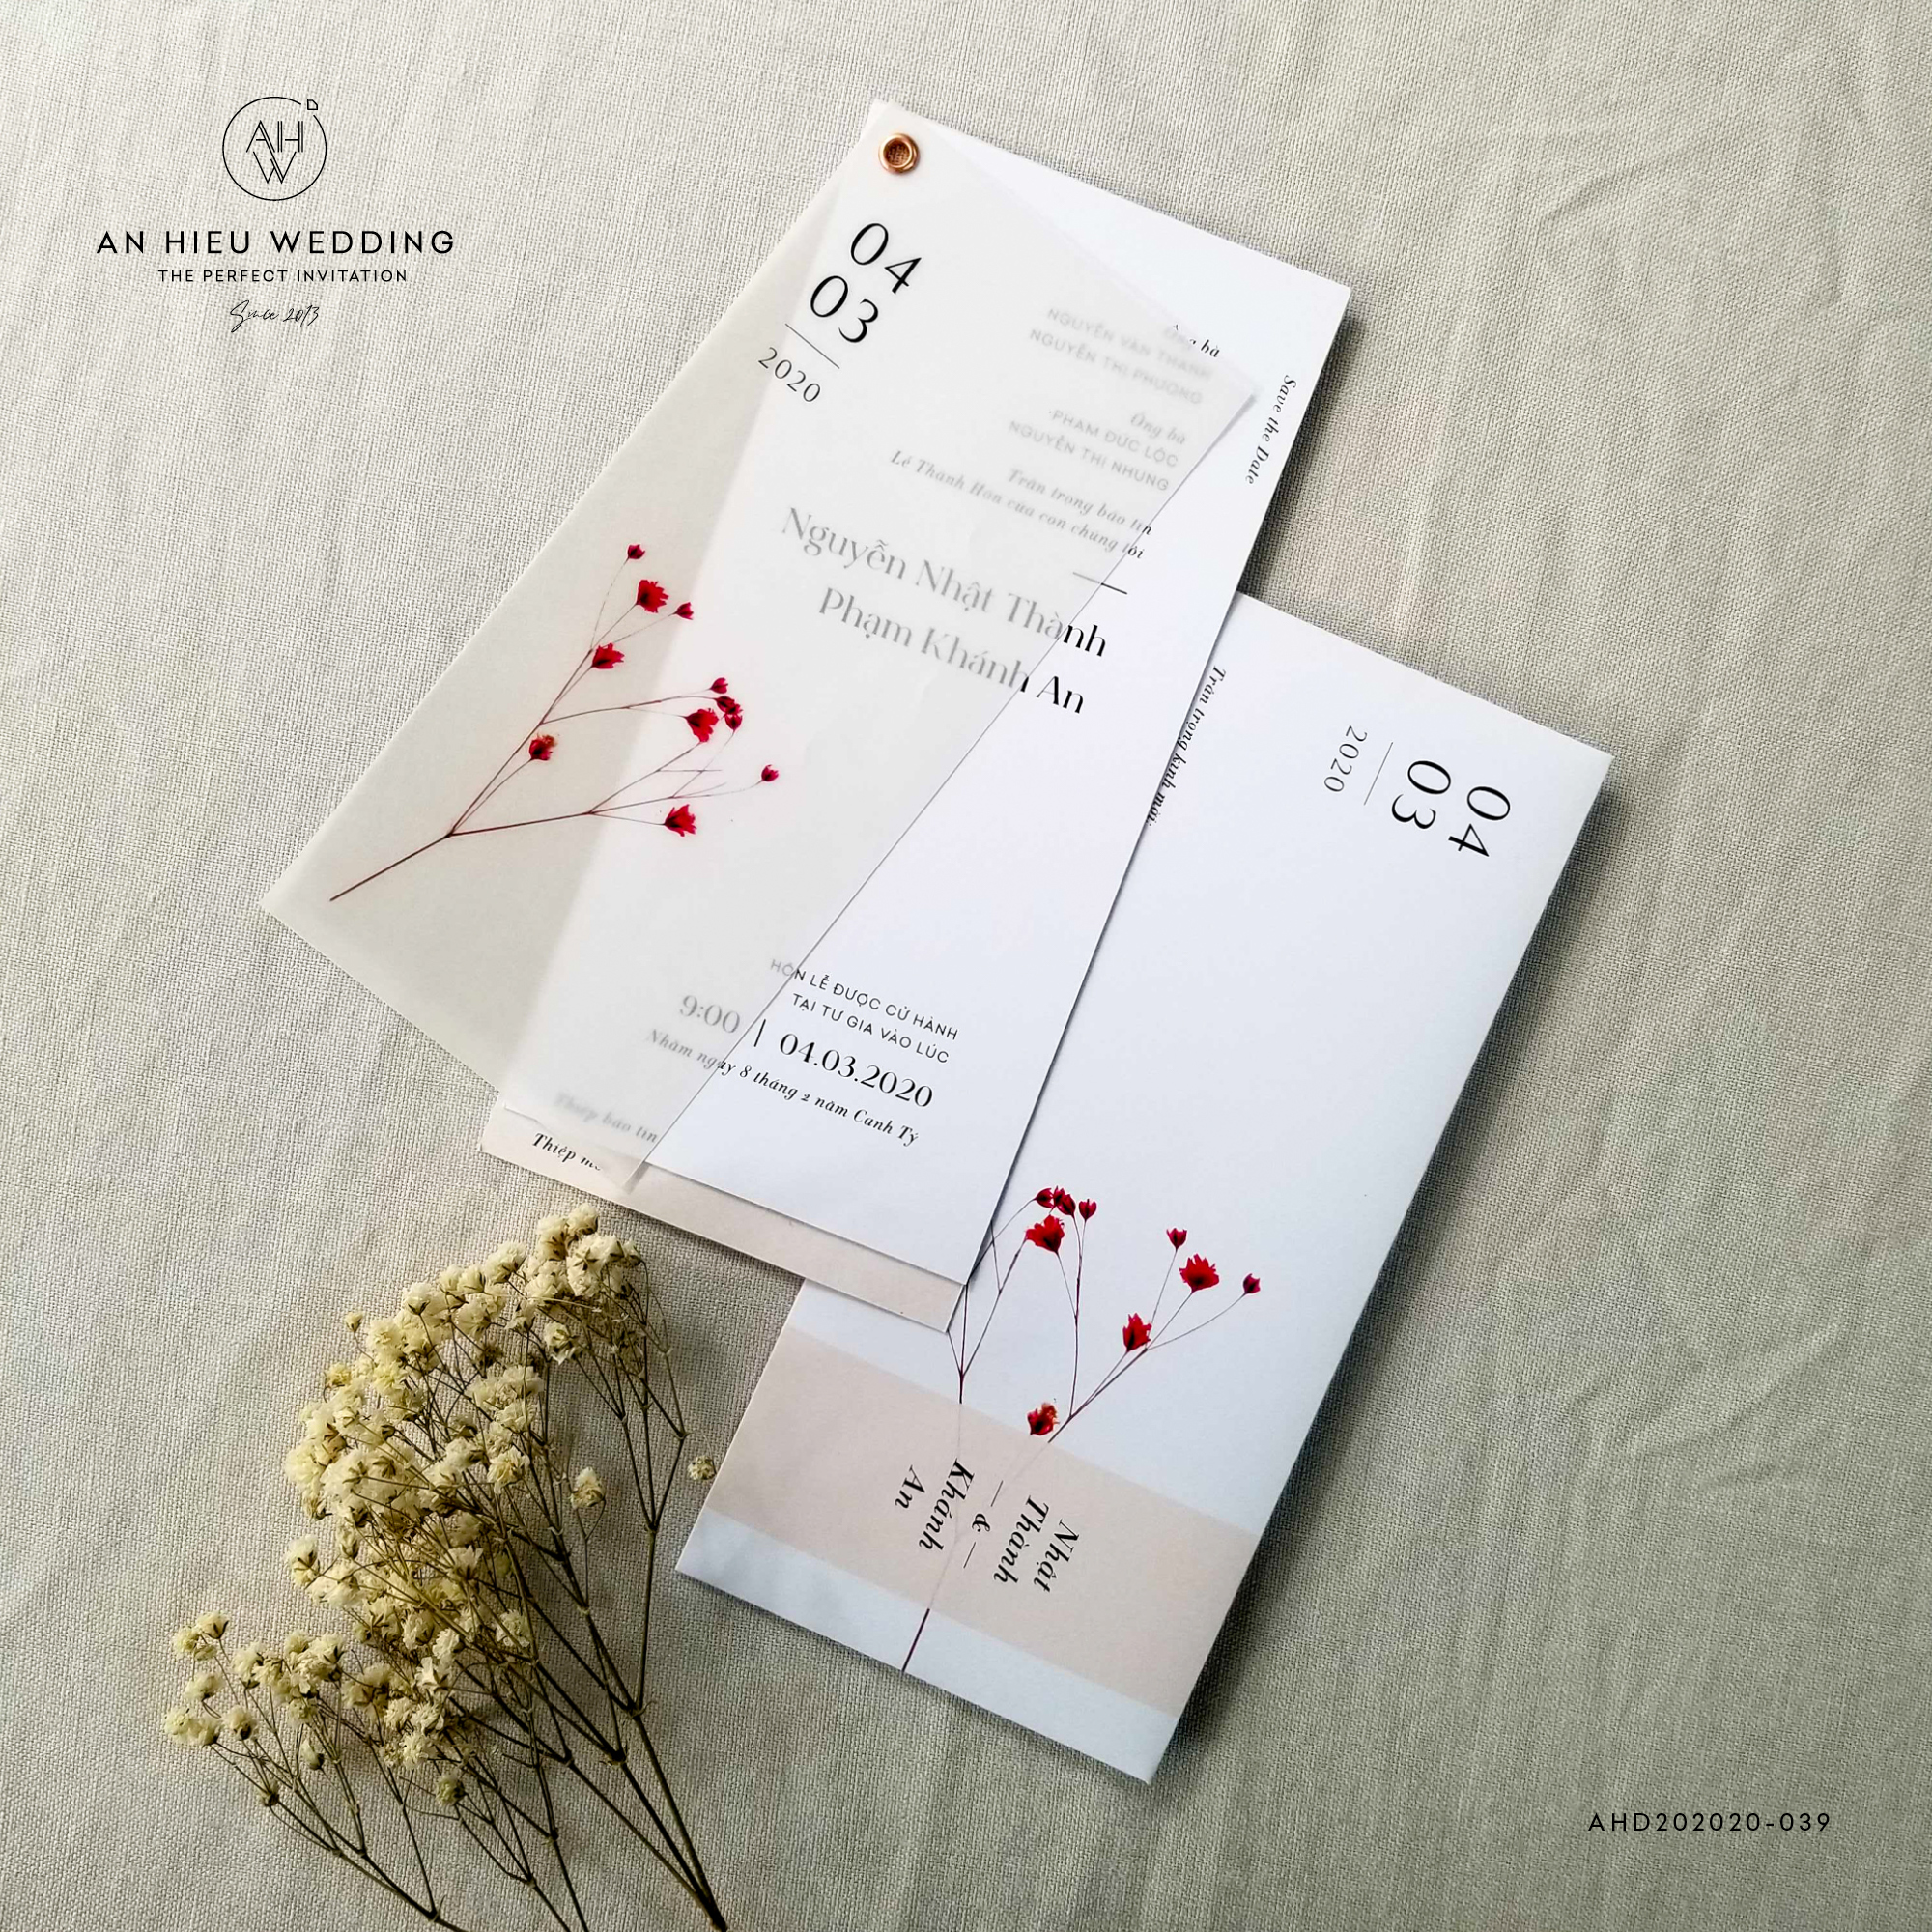 AHW
AN HIEU WEDDING
THE PERFECT INVITATION
Since 2013
04
03
2020
bà
NGUYỄN VĂN THANH
NGUYỄN THỊ PHƯƠNG
Ông bà
PHẠM ĐỨC LỘC
NGUYỄN THỊ NHUNG
Trân trọng báo tin
Lễ Thành Hôn của con chúng tôi
Nguyễn Nhật Thành
Phạm Khánh An
HÔN LỄ ĐƯỢC CỬ HÀNH
TẠI TƯ GIA VÀO LÚC
9:00 | 04.03.2020
Nhằm ngày 8 tháng 2 năm Canh Tý
Thiệp báo tin
Thiệp
Save the Date
Trân trọng kính mời:
04
03
2020
Nhật
Thành
&
Khánh
An
AHD202020-039